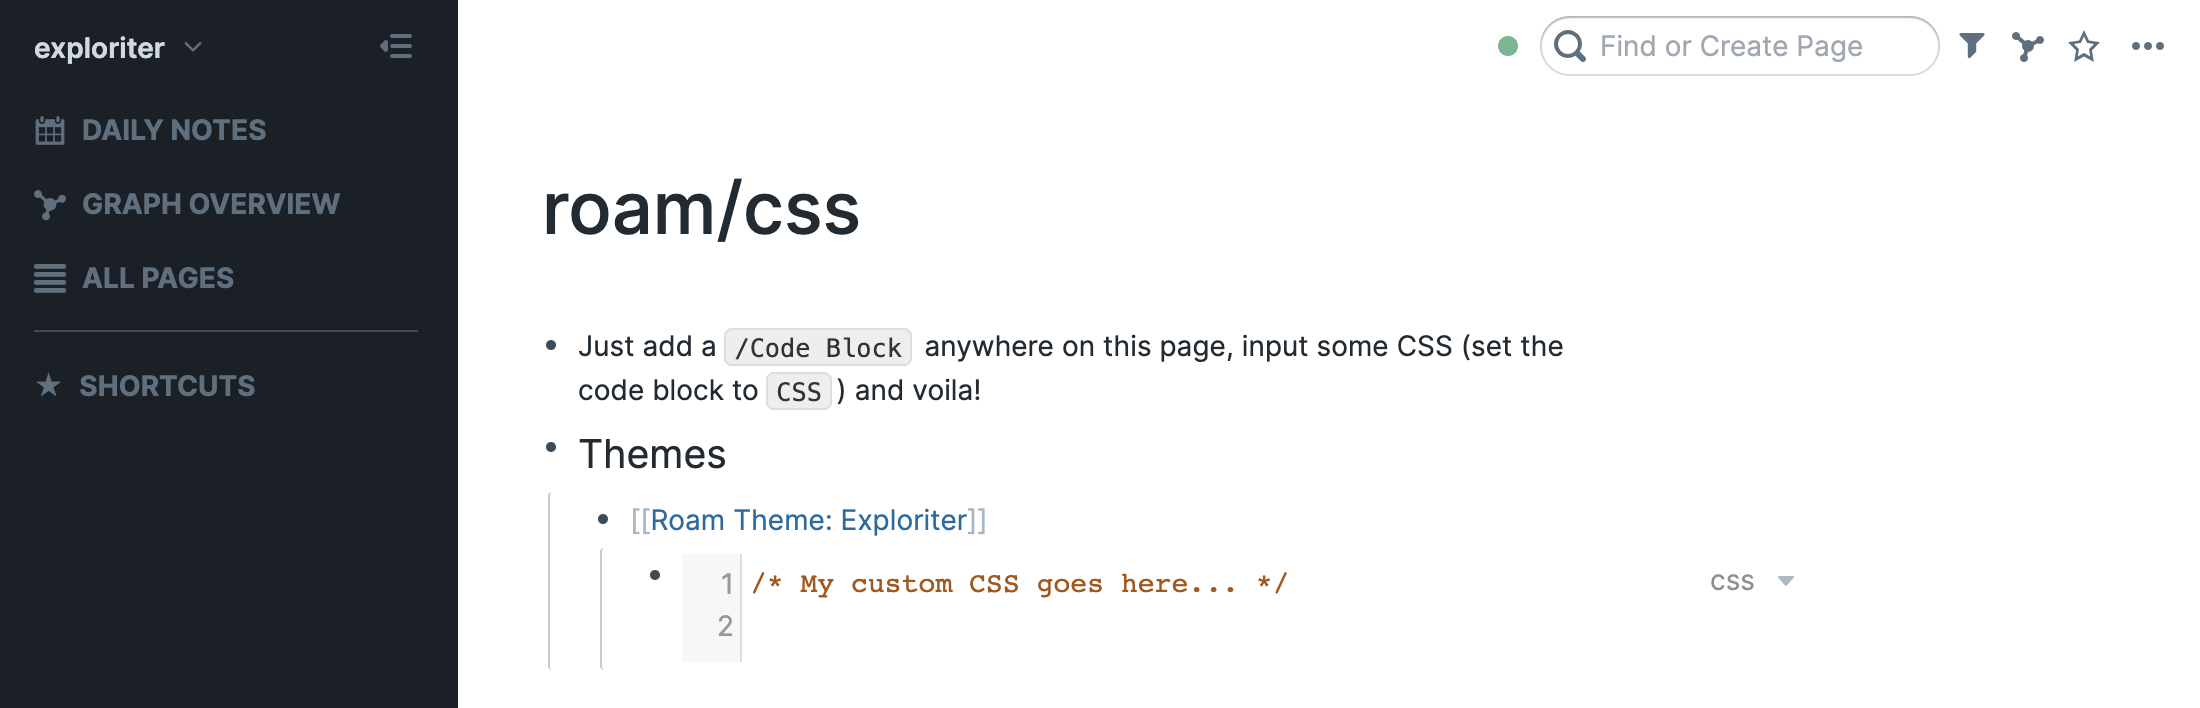 exploriter
DAILY NOTES
GRAPH OVERVIEW
ALL PAGES
SHORTCUTS
Find or Create Page
roam/css
Just add a /Code Block anywhere on this page, input some CSS (set the
code block to CSS ) and voila!
Themes
[[Roam Theme: Exploriter]]
1 /* My custom CSS goes here... */
CSS
2